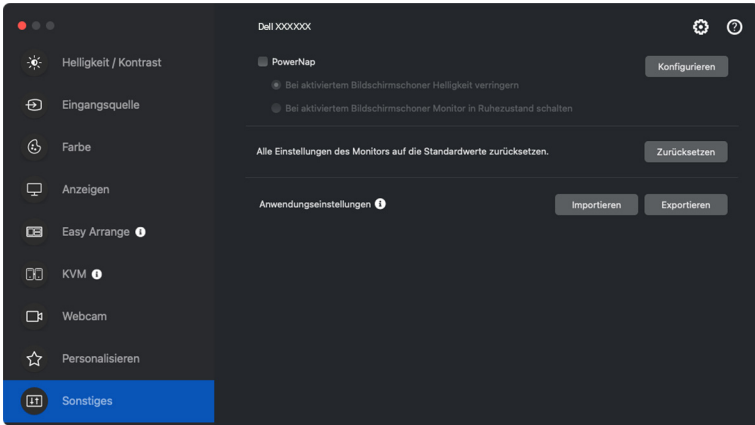 Dell XXXXXX
Helligkeit / Kontrast
Eingangsquelle
Farbe
Anzeigen
Easy Arrange
KVM
Webcam
Personalisieren
Sonstiges
PowerNap
Konfigurieren
Bei aktiviertem Bildschirmschoner Helligkeit verringern
Bei aktiviertem Bildschirmschoner Monitor in Ruhezustand schalten
Alle Einstellungen des Monitors auf die Standardwerte zurücksetzen.
Zurücksetzen
Anwendungseinstellungen
Importieren
Exportieren